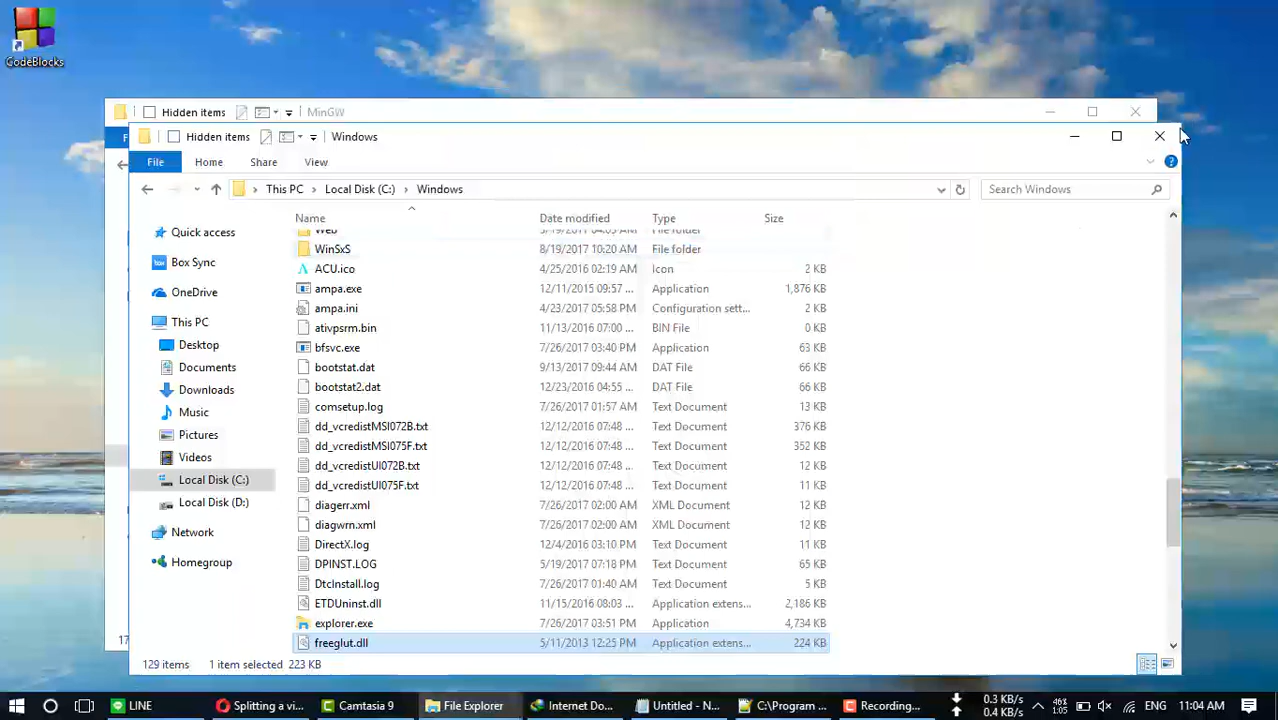 CodeBlocks
Hidden items MinGW
Hidden items Windows
File Home Share View
This PC Local Disk (C:) Windows Search Windows
Name Date modified Type Size
Quick access
Box Sync
OneDrive
This PC
Desktop
Documents
Downloads
Music
Pictures
Videos
Local Disk (C:)
Local Disk (D:)
Network
Homegroup
Web File folder
WinSxS 8/19/2017 10:20 AM File folder
ACU.ico 4/25/2016 02:19 AM Icon 2 KB
ampa.exe 12/11/2015 09:57 ... Application 1,876 KB
ampa.ini 4/23/2017 05:58 PM Configuration sett... 2 KB
ativpsrm.bin 11/13/2016 07:00 ... BIN File 0 KB
bfsvc.exe 7/26/2017 03:40 PM Application 63 KB
bootstat.dat 9/13/2017 09:44 AM DAT File 66 KB
bootstat2.dat 12/23/2016 04:55 ... DAT File 66 KB
comsetup.log 7/26/2017 01:57 AM Text Document 13 KB
dd_vcredistMSI072B.txt 12/12/2016 07:48 ... Text Document 376 KB
dd_vcredistMSI075F.txt 12/12/2016 07:48 ... Text Document 352 KB
dd_vcredistUI072B.txt 12/12/2016 07:48 ... Text Document 12 KB
dd_vcredistUI075F.txt 12/12/2016 07:48 ... Text Document 11 KB
diagerr.xml 7/26/2017 02:00 AM XML Document 12 KB
diagwrn.xml 7/26/2017 02:00 AM XML Document 12 KB
DirectX.log 12/4/2016 03:10 PM Text Document 11 KB
DPINST.LOG 5/19/2017 07:18 PM Text Document 65 KB
DtcInstall.log 7/26/2017 01:40 AM Text Document 5 KB
ETDUninst.dll 11/15/2016 08:03 ... Application extens... 2,186 KB
explorer.exe 7/26/2017 03:51 PM Application 4,734 KB
freeglut.dll 5/11/2013 12:25 PM Application extens... 224 KB
129 items 1 item selected 223 KB
LINE Splitting a vi... Camtasia 9 File Explorer Internet Do... Untitled - N... C:\Program ... Recording... 0.3 KB/s 0.4 KB/s 46% 1:05 ENG 11:04 AM